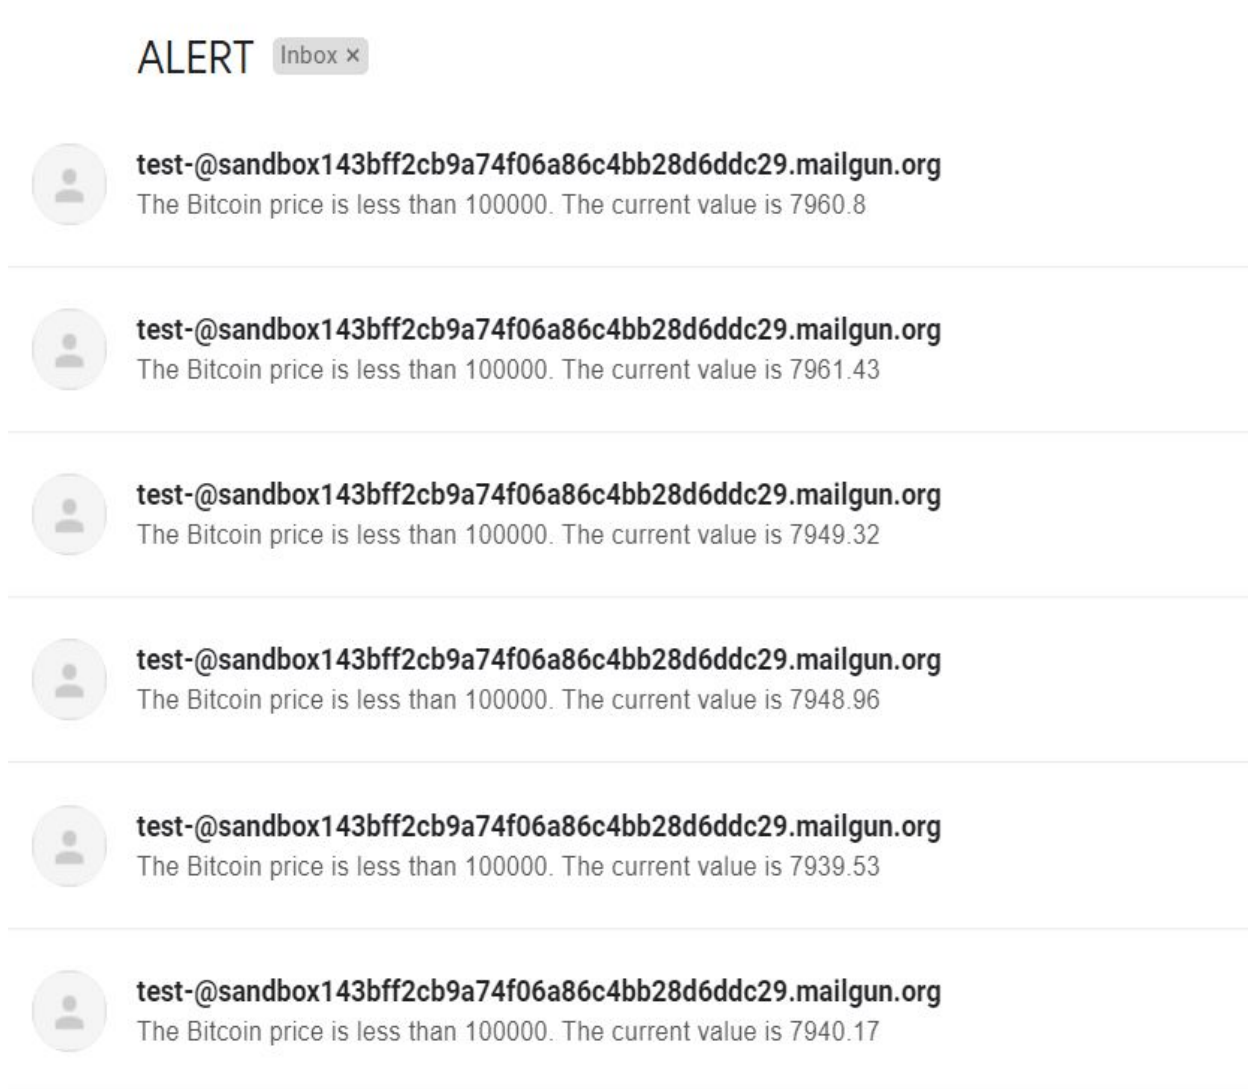 ALERT Inbox ×
test-@sandbox143bff2cb9a74f06a86c4bb28d6ddc29.mailgun.org
The Bitcoin price is less than 100000. The current value is 7960.8
test-@sandbox143bff2cb9a74f06a86c4bb28d6ddc29.mailgun.org
The Bitcoin price is less than 100000. The current value is 7961.43
test-@sandbox143bff2cb9a74f06a86c4bb28d6ddc29.mailgun.org
The Bitcoin price is less than 100000. The current value is 7949.32
test-@sandbox143bff2cb9a74f06a86c4bb28d6ddc29.mailgun.org
The Bitcoin price is less than 100000. The current value is 7948.96
test-@sandbox143bff2cb9a74f06a86c4bb28d6ddc29.mailgun.org
The Bitcoin price is less than 100000. The current value is 7939.53
test-@sandbox143bff2cb9a74f06a86c4bb28d6ddc29.mailgun.org
The Bitcoin price is less than 100000. The current value is 7940.17